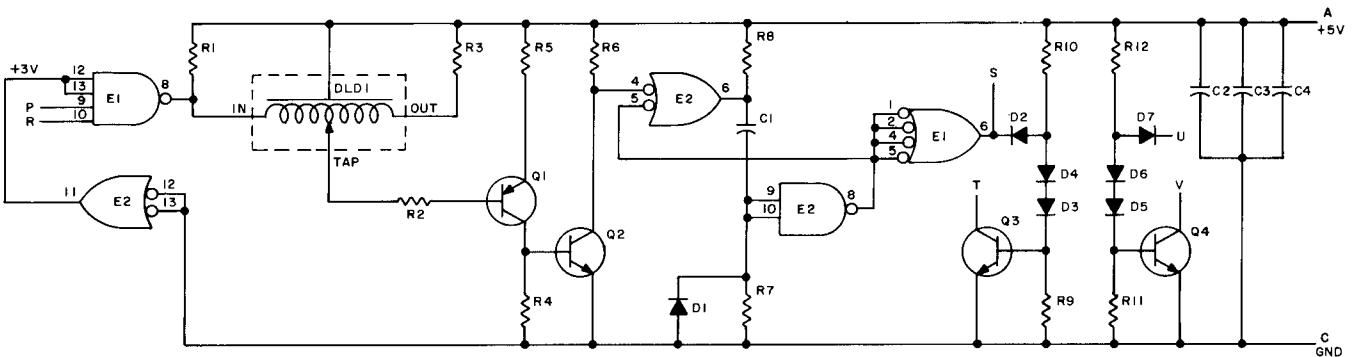 A
+5V
R1
R3
R5
R6
R8
R10
R12
+3V
12
13
9
10
P
R
E1
8
DLD1
IN
OUT
TAP
R2
Q1
Q2
R4
4
5
E2
6
C1
9
10
E2
8
1
2
4
5
E1
6
S
D2
D7
U
D4
D6
D3
D5
T
Q3
V
Q4
C2
C3
C4
11
E2
12
13
D1
R7
R9
R11
C
GND